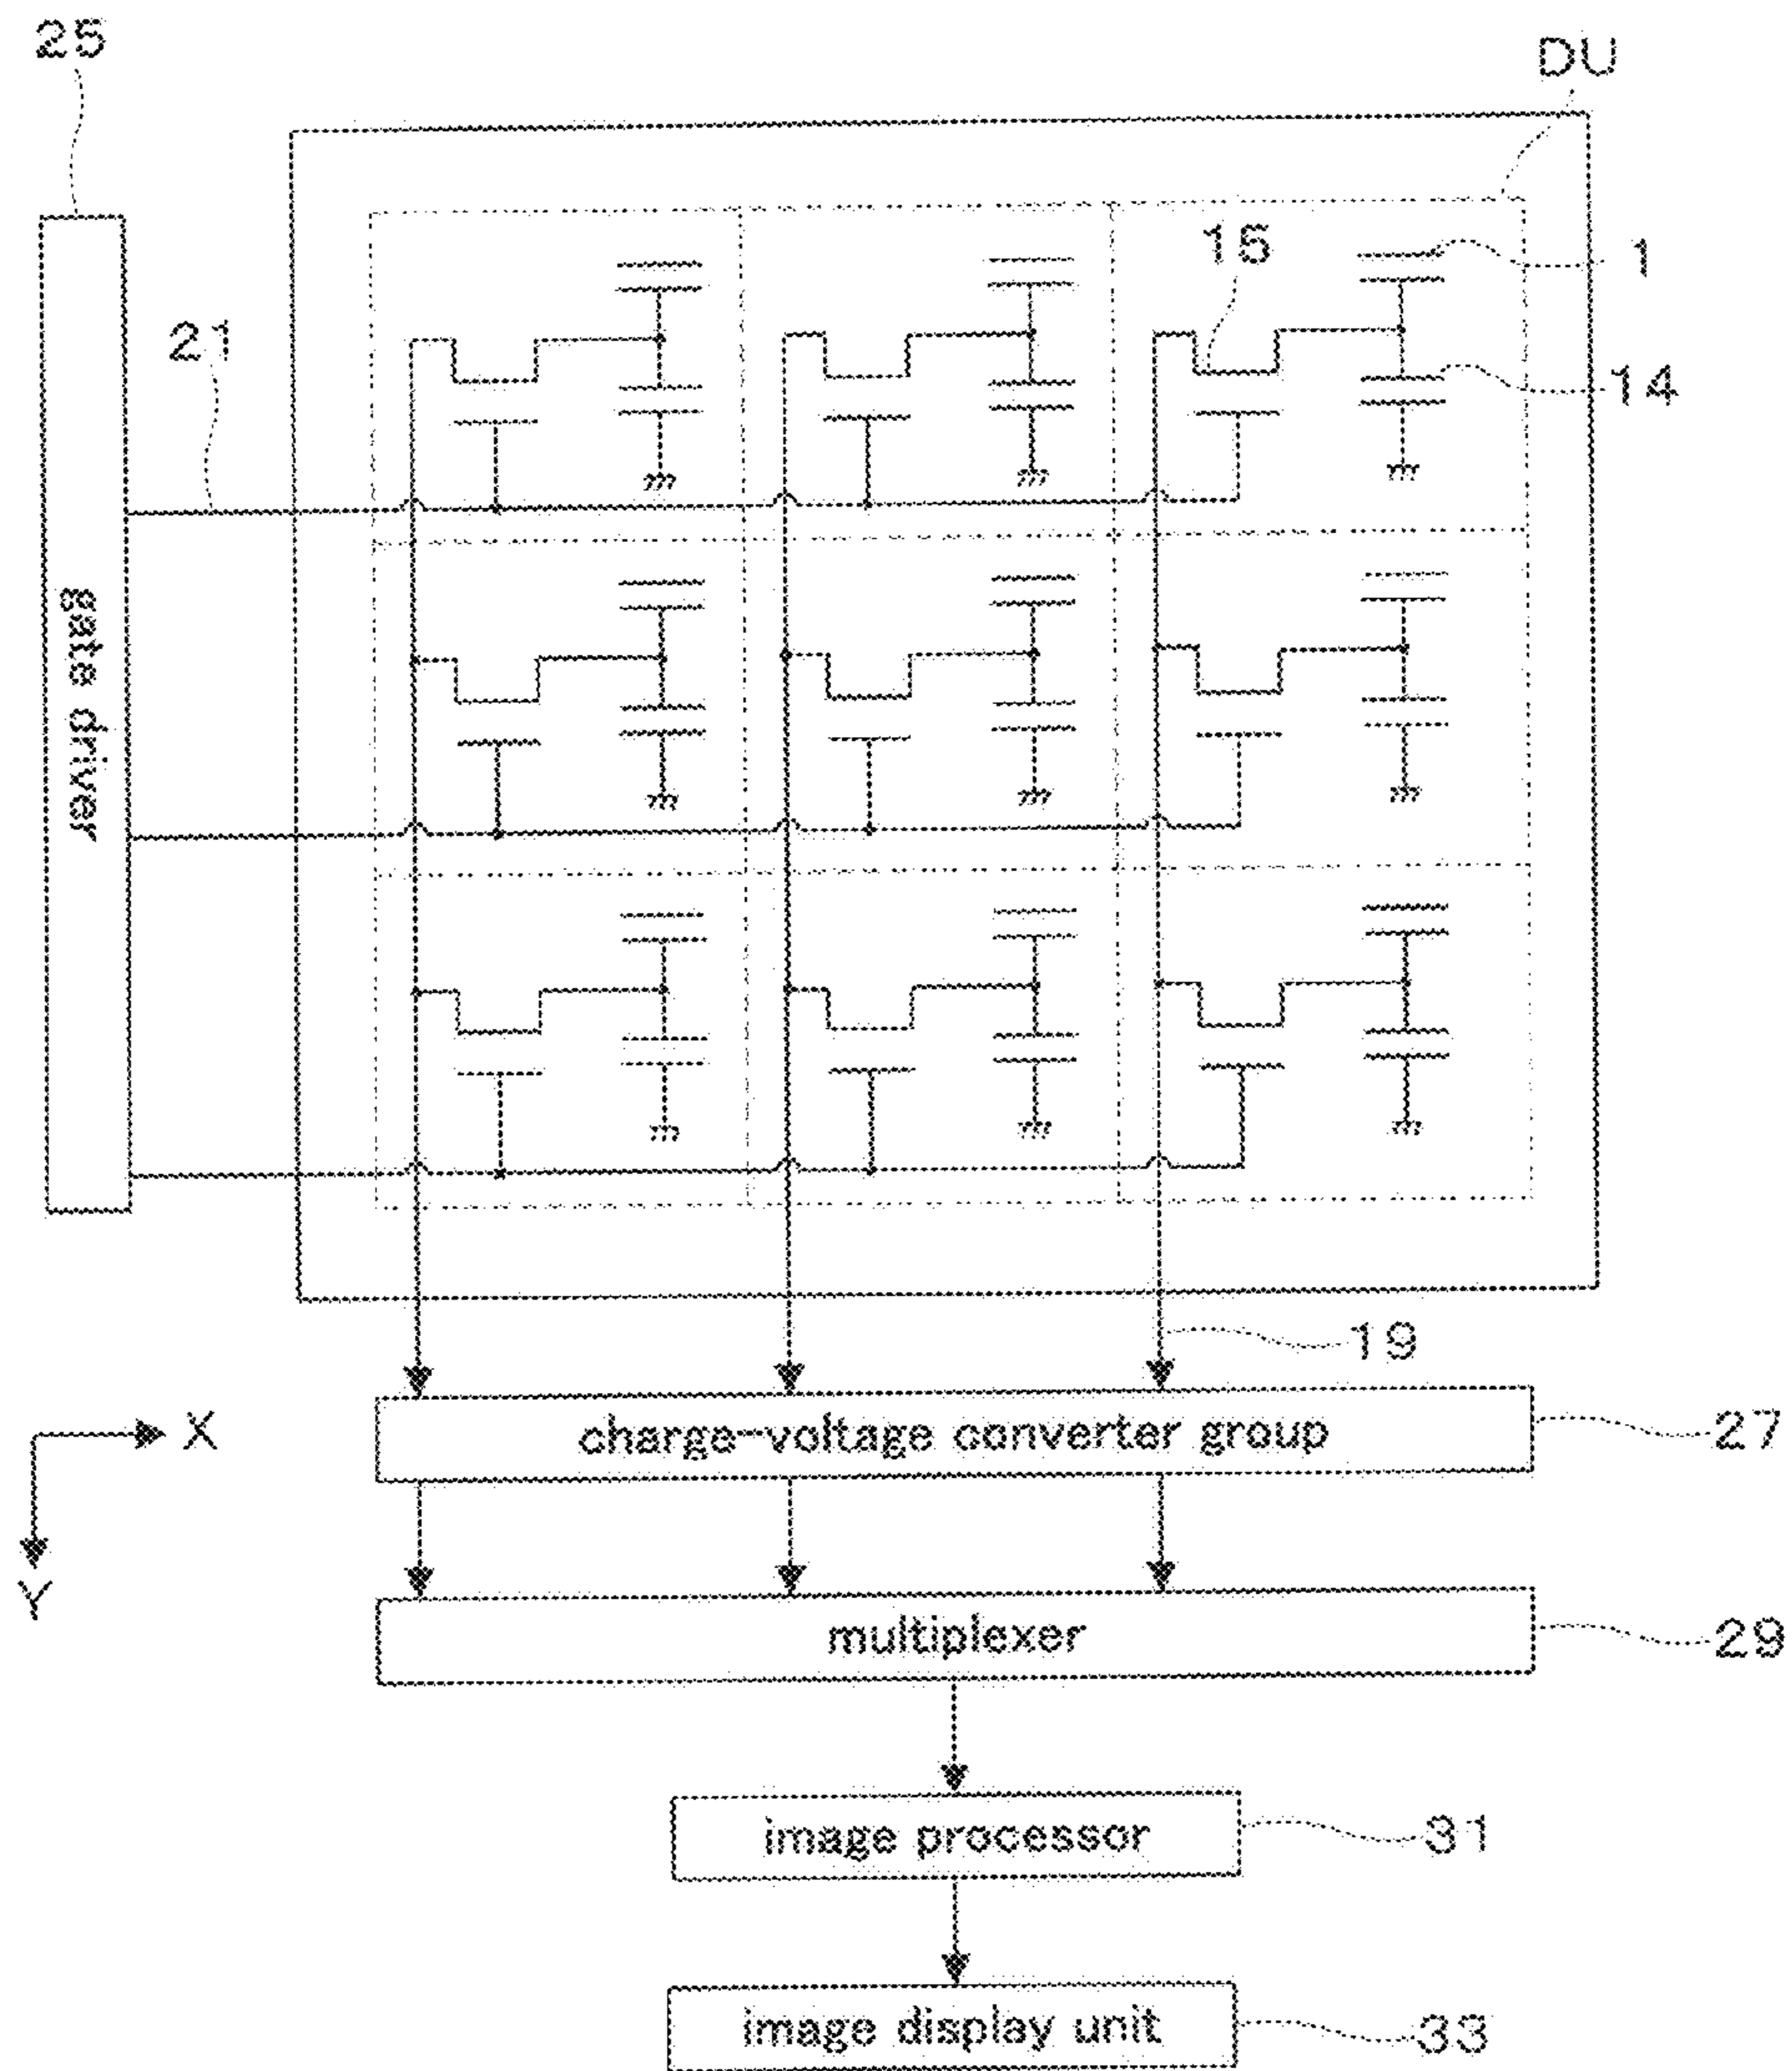 25
DU
15
1
21
14
gate driver
19
X
charge-voltage converter group
27
Y
multiplexer
29
image processor
31
image display unit
33